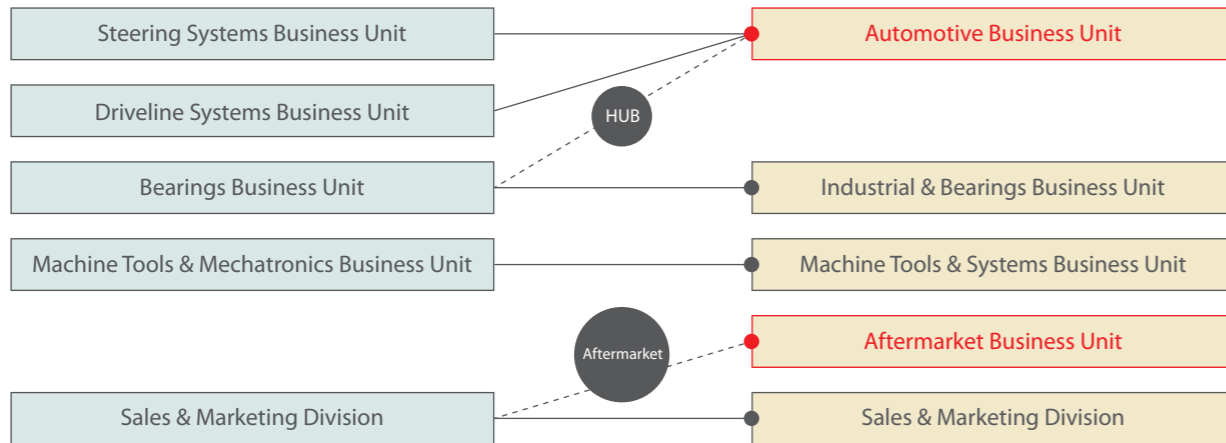 Steering Systems Business Unit
Automotive Business Unit
Driveline Systems Business Unit
HUB
Bearings Business Unit
Industrial & Bearings Business Unit
Machine Tools & Mechatronics Business Unit
Machine Tools & Systems Business Unit
Aftermarket Business Unit
Aftermarket
Sales & Marketing Division
Sales & Marketing Division